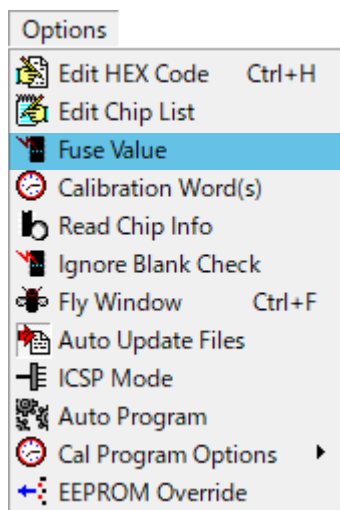 Options
Edit HEX Code Ctrl+H
Edit Chip List
Fuse Value
Calibration Word(s)
Read Chip Info
Ignore Blank Check
Fly Window Ctrl+F
Auto Update Files
ICSP Mode
Auto Program
Cal Program Options
EEPROM Override